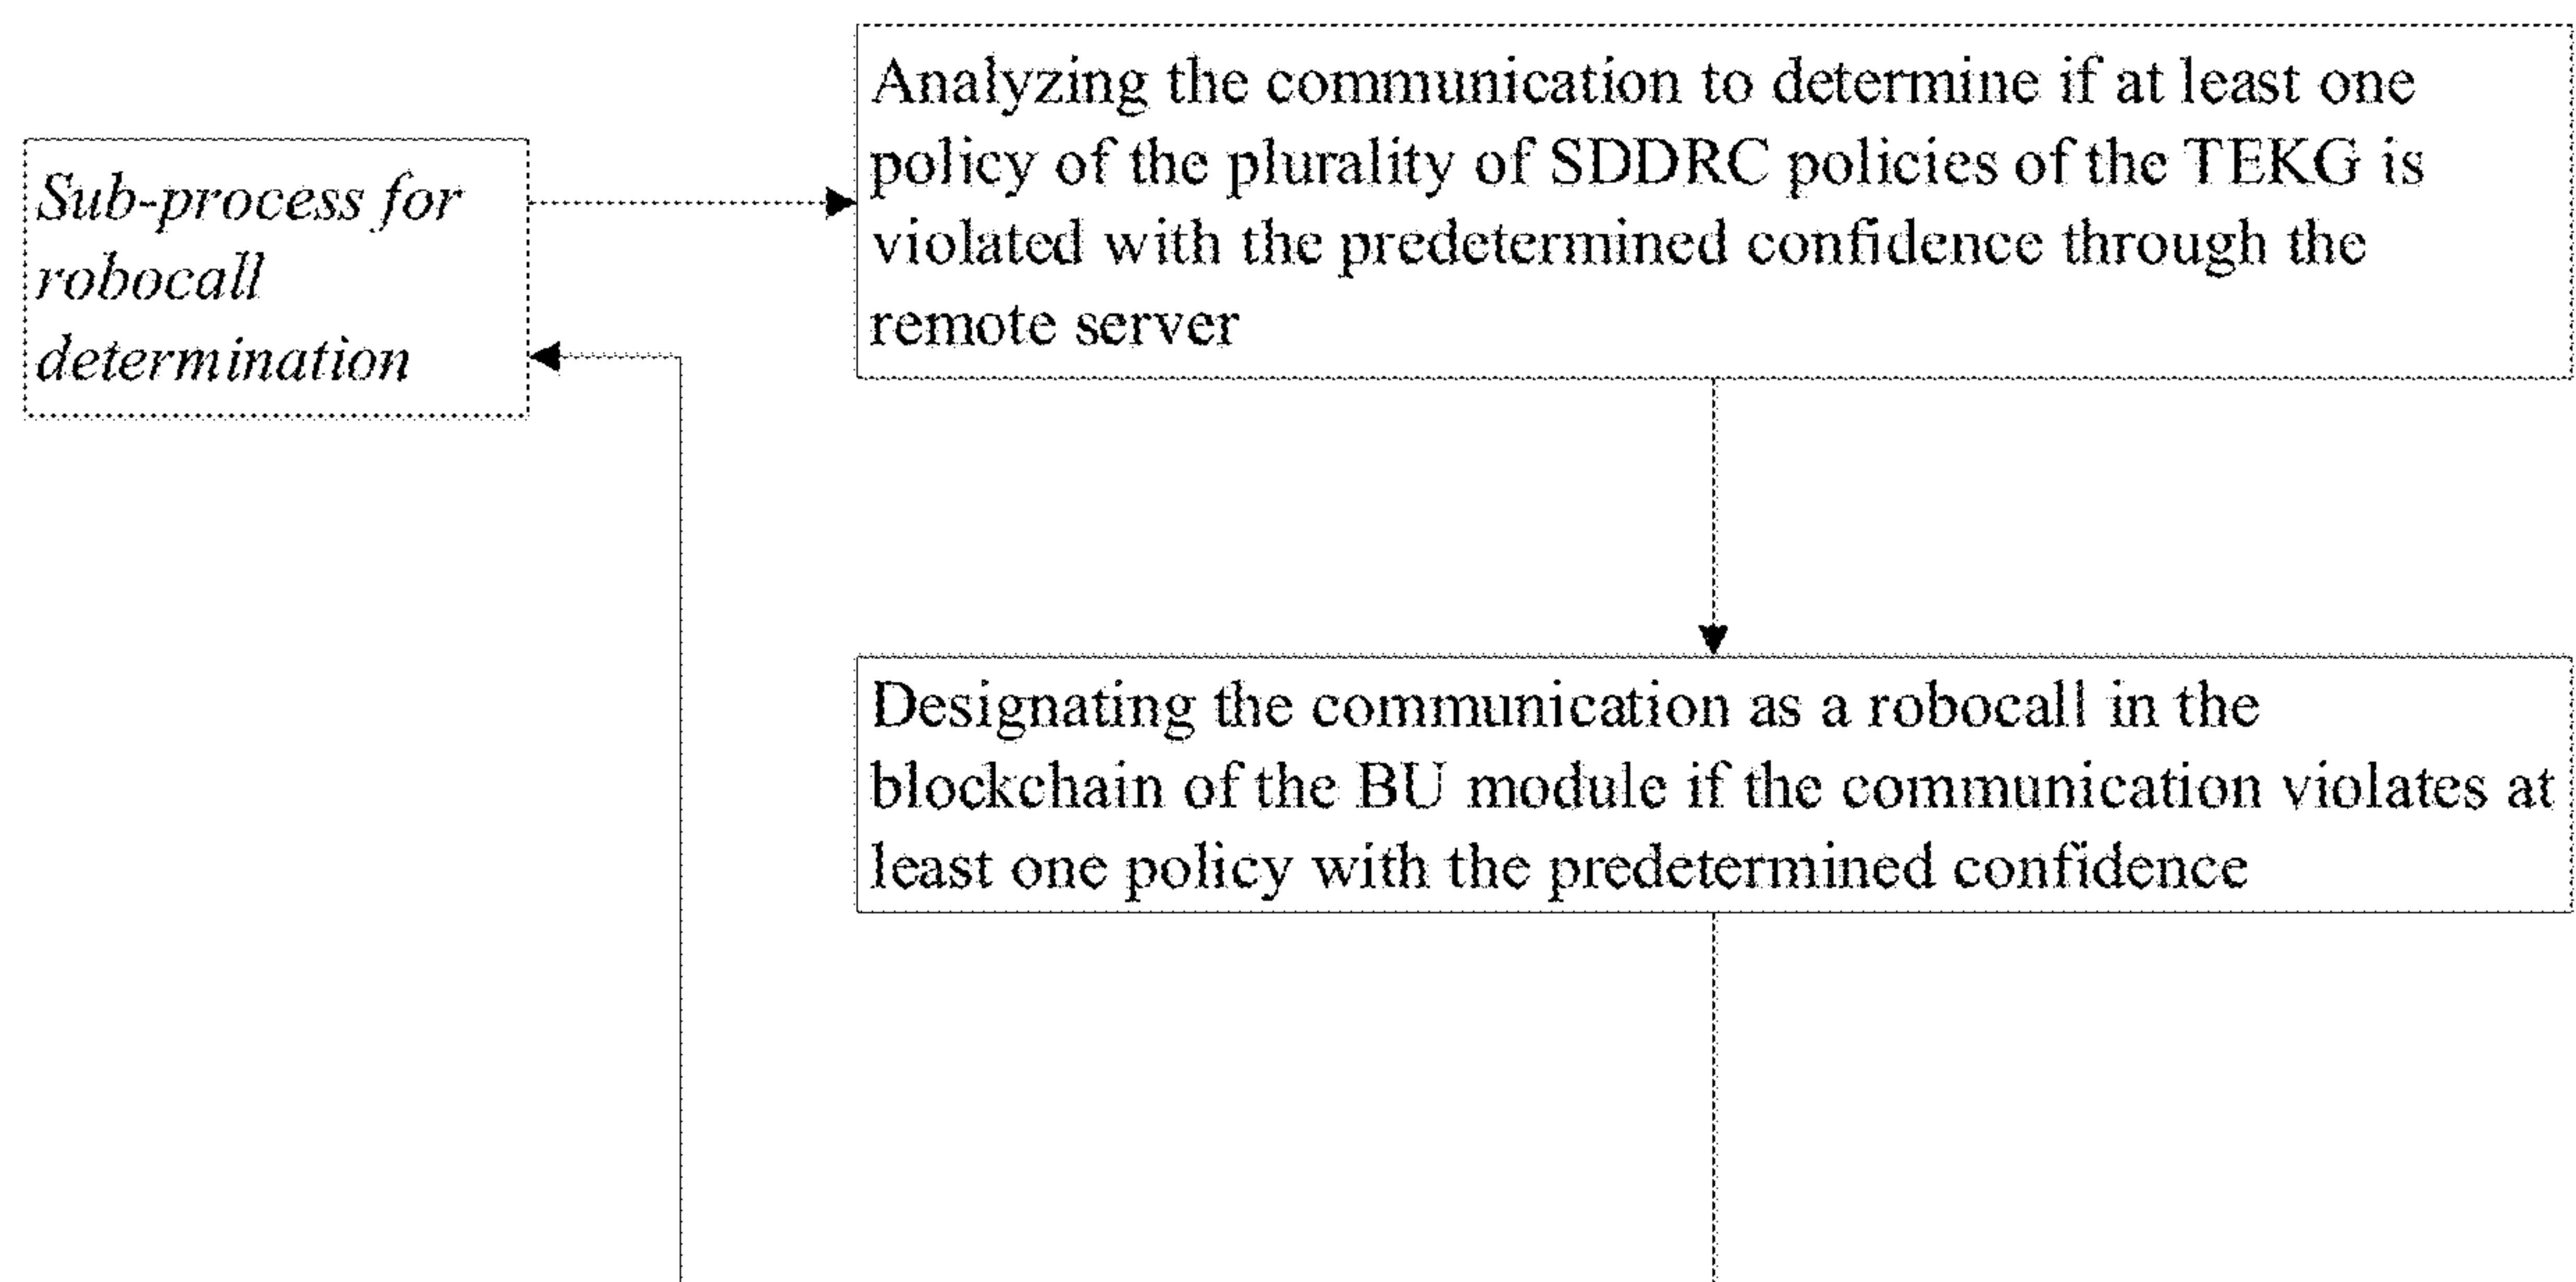 Sub-process for
robocall
determination
Analyzing the communication to determine if at least one
policy of the plurality of SDDRC policies of the TEKG is
violated with the predetermined confidence through the
remote server
Designating the communication as a robocall in the
blockchain of the BU module if the communication violates at
least one policy with the predetermined confidence